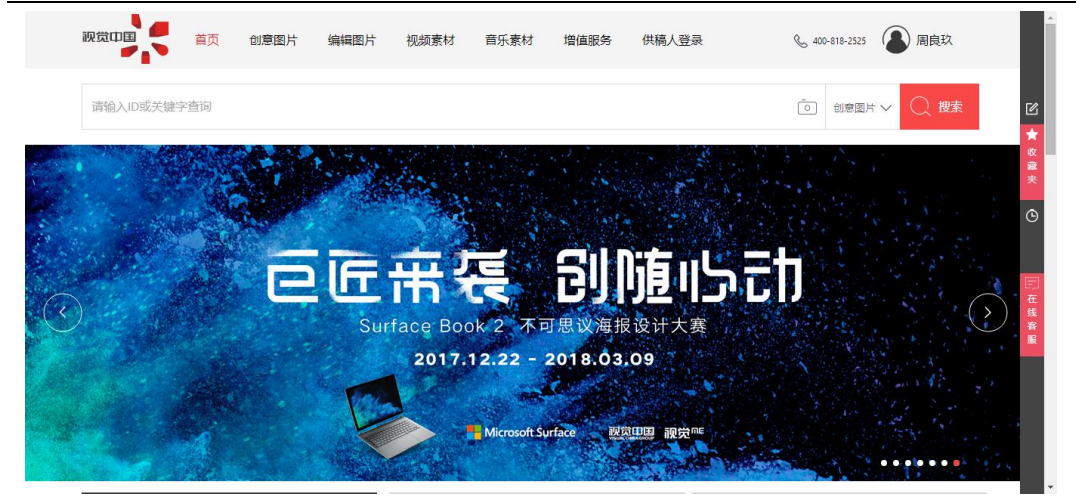 视觉中国 首页 创意图片 编辑图片 视频素材 音乐素材 增值服务 供稿人登录 400-818-2525 周良玖
请输入ID或关键字查询 创意图片 搜索
收藏夹
巨匠来袭 创随心动
Surface Book 2 不可思议海报设计大赛
2017.12.22 - 2018.03.09
在线客服
Microsoft Surface 视觉中国 视觉ME